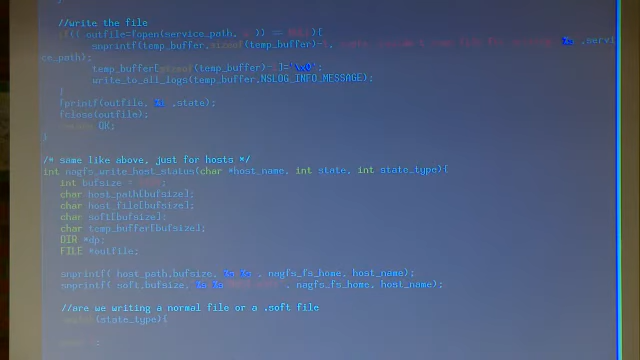 //write the file
if(( outfile=fopen(service_path, )) == NULL){
snprintf(temp_buffer,sizeof(temp_buffer)-1, %s ,servi
ce_path);
temp_buffer[sizeof(temp_buffer)-1]='\x0';
write_to_all_logs(temp_buffer,NSLOG_INFO_MESSAGE);
}
fprintf(outfile, ,state);
fclose(outfile);
return OK;
}
/* same like above, just for hosts */
int nagfs_write_host_status(char *host_name, int state, int state_type){
int bufsize =
char host_path[bufsize];
char host_file[bufsize];
char soft[bufsize];
char temp_buffer[bufsize];
DIR *dp;
FILE *outfile;
snprintf( host_path,bufsize, %s %s , nagfs_fs_home, host_name);
snprintf( soft,bufsize,"%s %s , nagfs_fs_home, host_name);
//are we writing a normal file or a .soft file
switch(state_type){